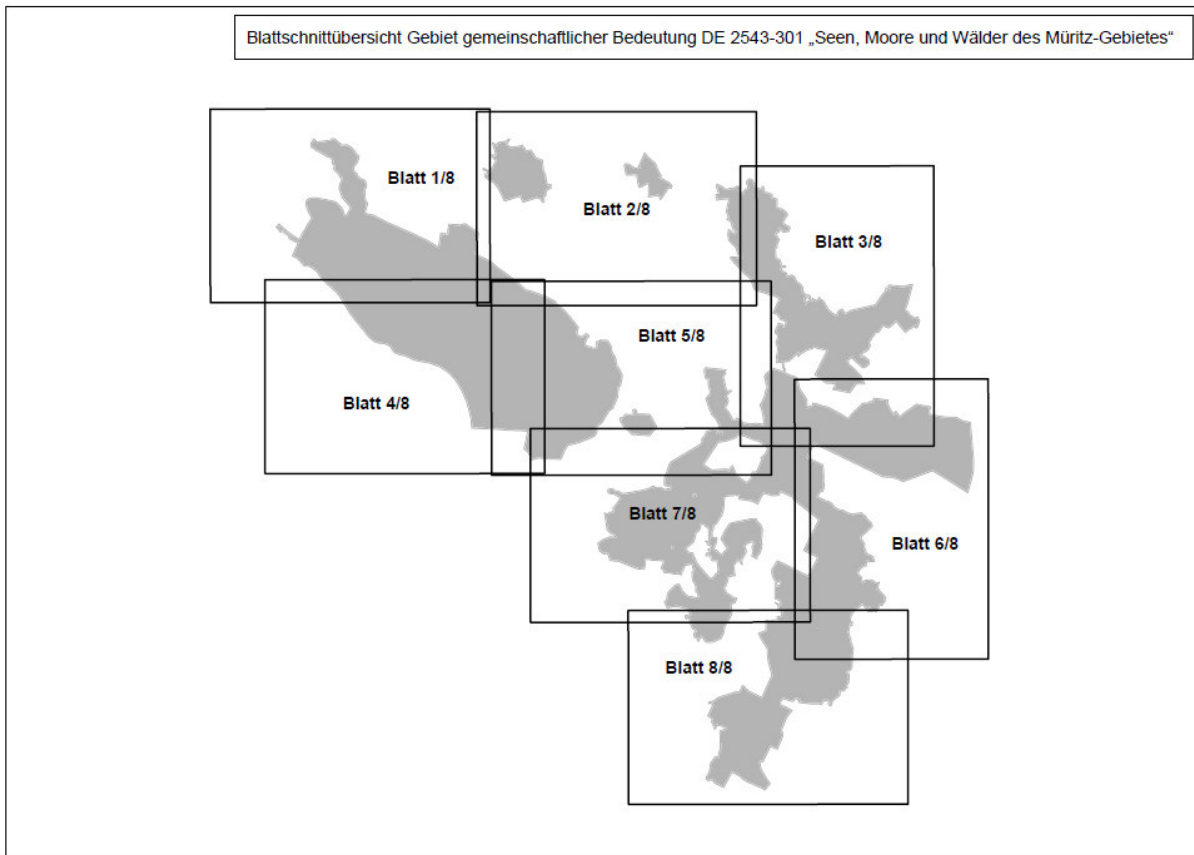 Blattschnittübersicht Gebiet gemeinschaftlicher Bedeutung DE 2543-301 „Seen, Moore und Wälder des Müritz-Gebietes“
Blatt 1/8
Blatt 2/8
Blatt 3/8
Blatt 5/8
Blatt 4/8
Blatt 7/8
Blatt 6/8
Blatt 8/8